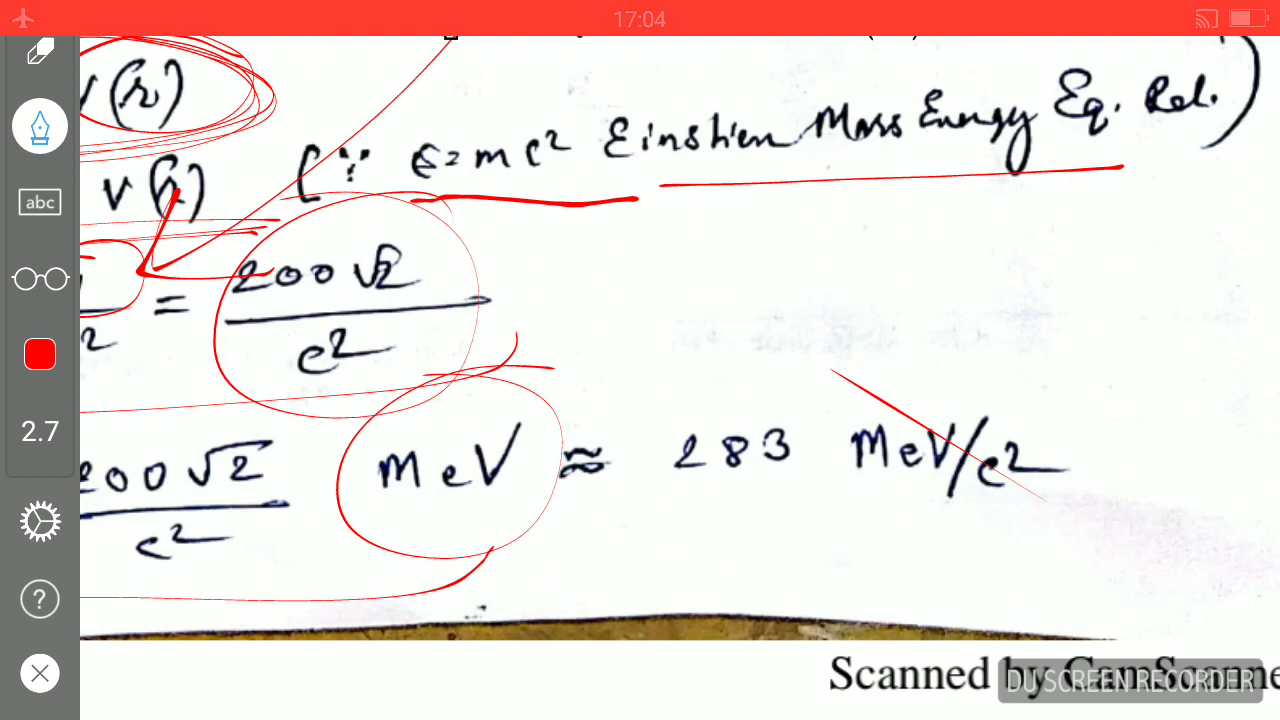 17:04
V(r)
V(r) (∵ E=mc² Einstien Mass Energy Eq. Rel.)
abc
= 200√2
c²
2.7
200√2 MeV ≈ 283 MeV/c²
c²
?
Scanned by CamScanne
DU SCREEN RECORDER